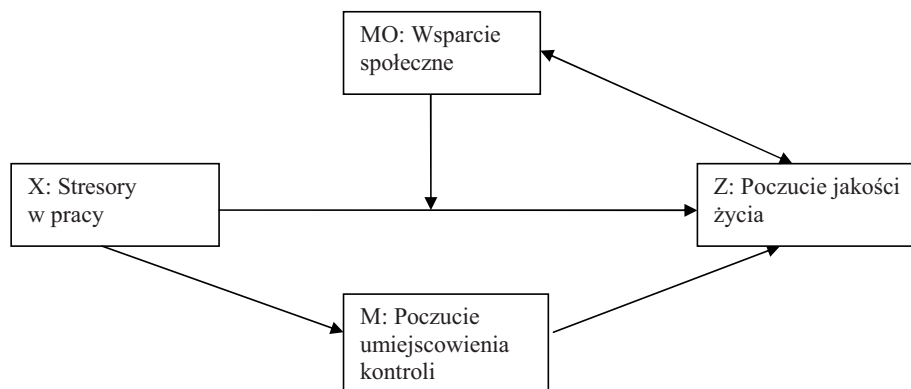 MO: Wsparcie
społeczne
X: Stresory
w pracy
Z: Poczucie jakości
życia
M: Poczucie
umiejscowienia
kontroli